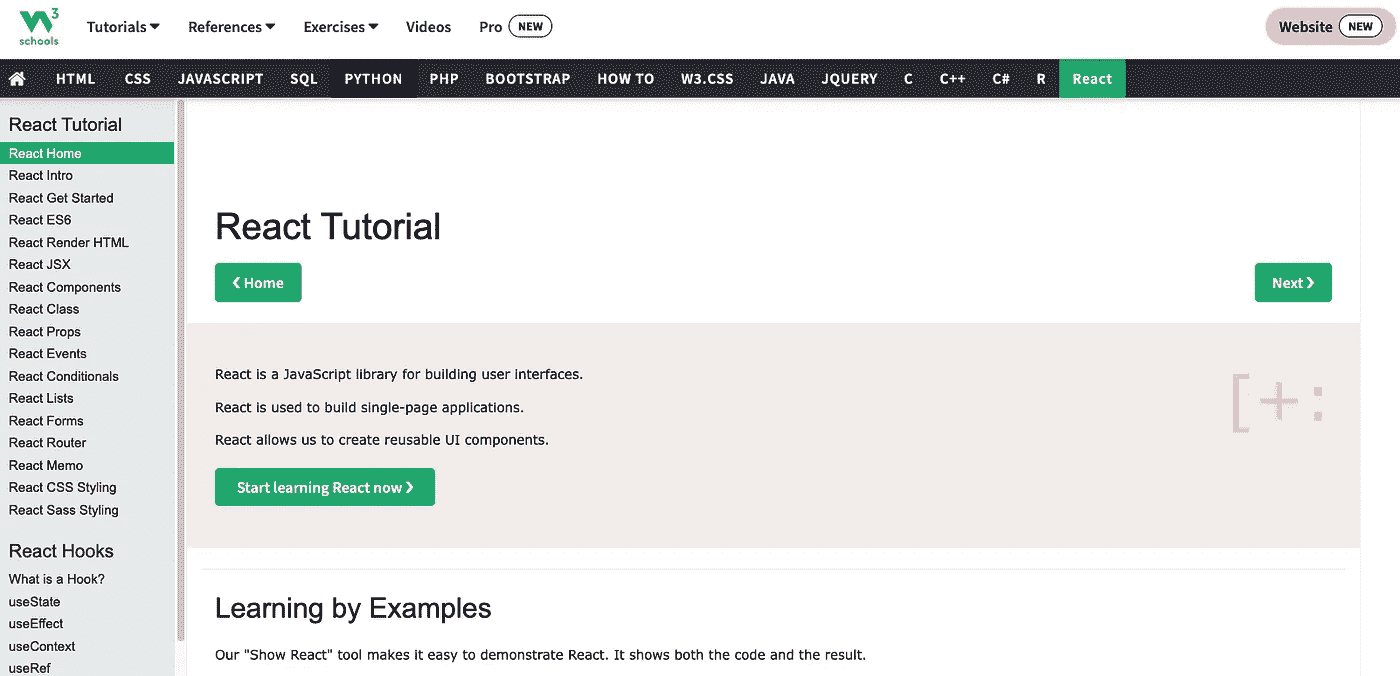 W3
schools
Tutorials References Exercises Videos Pro NEW Website NEW
HTML CSS JAVASCRIPT SQL PYTHON PHP BOOTSTRAP HOW TO W3.CSS JAVA JQUERY C C++ C# R React
React Tutorial
React Home
React Intro
React Get Started
React ES6
React Render HTML
React JSX
React Components
React Class
React Props
React Events
React Conditionals
React Lists
React Forms
React Router
React Memo
React CSS Styling
React Sass Styling
React Hooks
What is a Hook?
useState
useEffect
useContext
useRef
React Tutorial
❮ Home Next ❯
React is a JavaScript library for building user interfaces.
React is used to build single-page applications.
React allows us to create reusable UI components.
[+:
Start learning React now ❯
Learning by Examples
Our "Show React" tool makes it easy to demonstrate React. It shows both the code and the result.